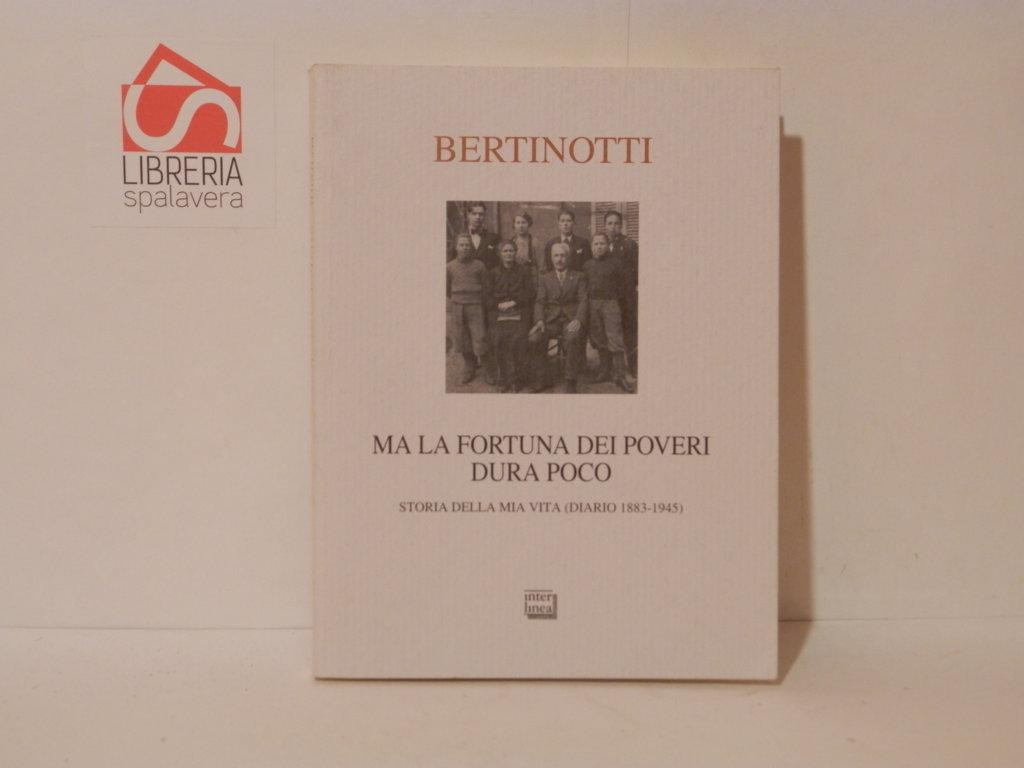 LIBRERIA
spalavera
BERTINOTTI
MA LA FORTUNA DEI POVERI
DURA POCO
STORIA DELLA MIA VITA (DIARIO 1883-1945)
inter
linea